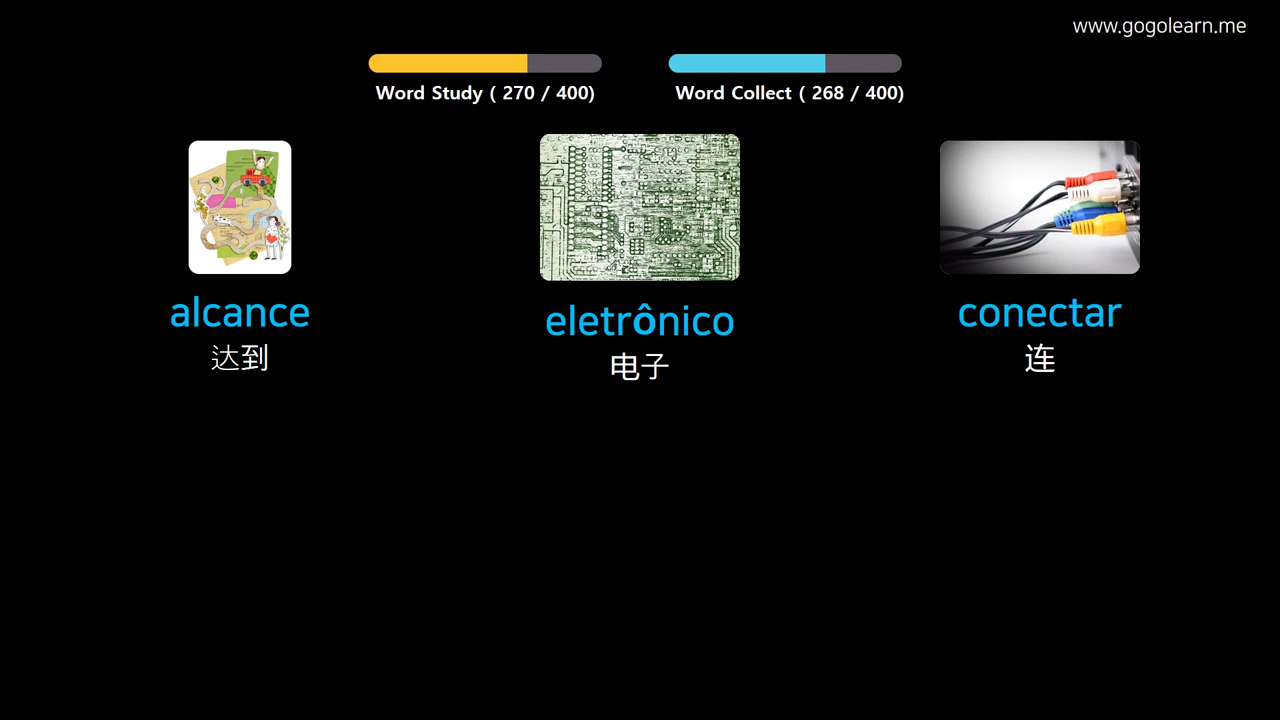 www.gogolearn.me
Word Study ( 270 / 400)
Word Collect ( 268 / 400)
alcance
达到
eletrônico
电子
conectar
连